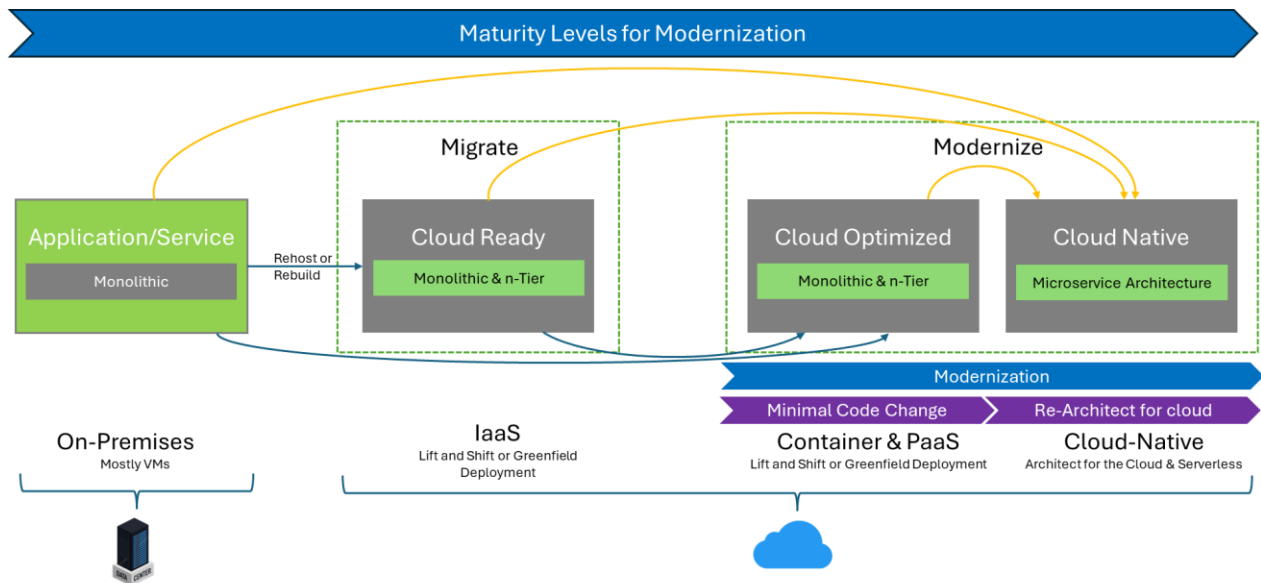 Maturity Levels for Modernization
Migrate
Modernize
Application/Service
Monolithic
Rehost or
Rebuild
Cloud Ready
Monolithic & n-Tier
Cloud Optimized
Monolithic & n-Tier
Cloud Native
Microservice Architecture
Modernization
Minimal Code Change
Re-Architect for cloud
On-Premises
Mostly VMs
IaaS
Lift and Shift or Greenfield
Deployment
Container & PaaS
Lift and Shift or Greenfield Deployment
Cloud-Native
Architect for the Cloud & Serverless
DATA CENTER